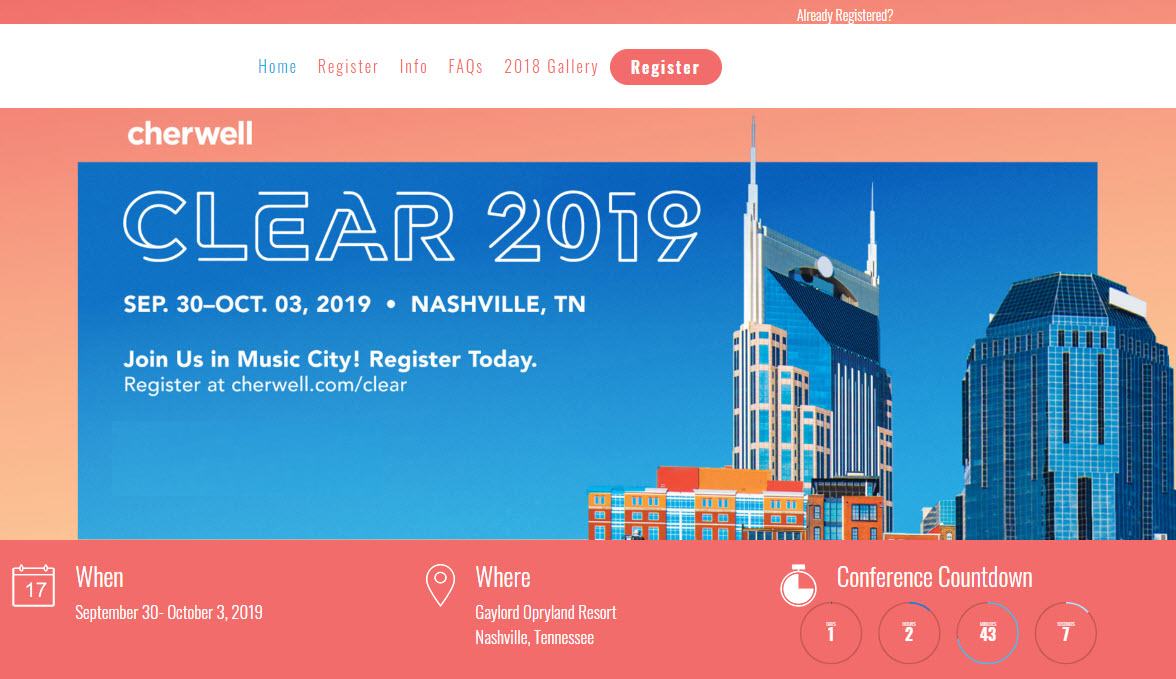 Already Registered?
Home Register Info FAQs 2018 Gallery Register
cherwell
CLEAR 2019
SEP. 30–OCT. 03, 2019 • NASHVILLE, TN
Join Us in Music City! Register Today.
Register at cherwell.com/clear
17 When
September 30- October 3, 2019
Where
Gaylord Opryland Resort
Nashville, Tennessee
Conference Countdown
DAYS HOURS MINUTES SECONDS
1 2 43 7